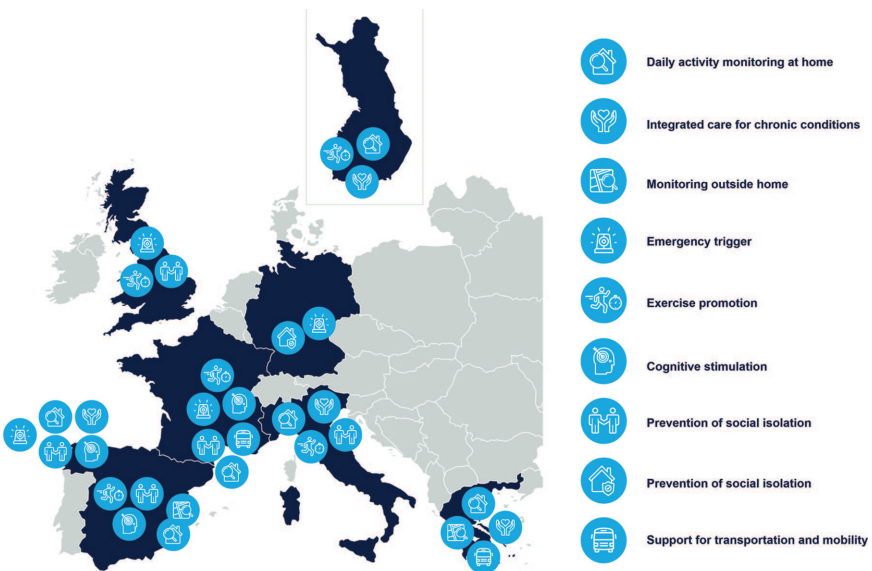 Daily activity monitoring at home
Integrated care for chronic conditions
Monitoring outside home
Emergency trigger
Exercise promotion
Cognitive stimulation
Prevention of social isolation
Prevention of social isolation
Support for transportation and mobility